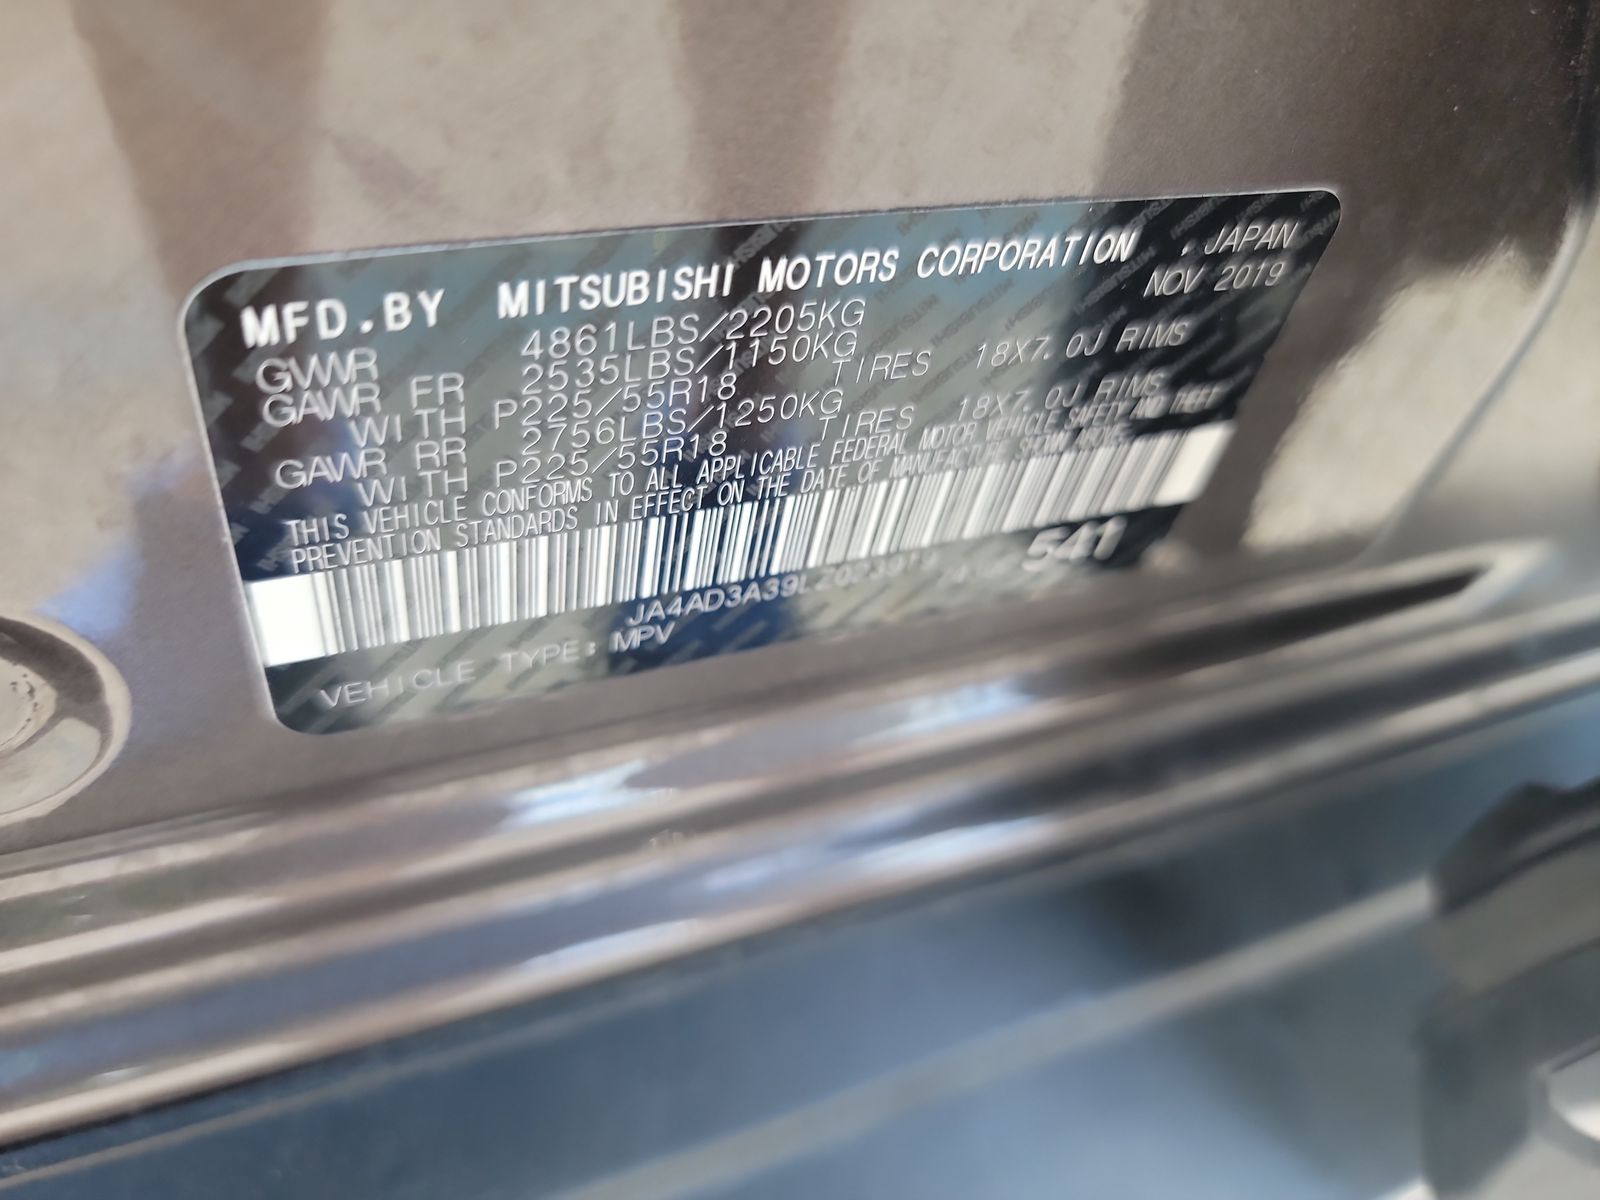 MFD.BY MITSUBISHI MOTORS CORPORATION . JAPAN
NOV 2019
GVWR 4861LBS/2205KG
GAWR FR 2535LBS/1150KG
WITH P225/55R18 TIRES 18X7.0J RIMS
GAWR RR 2756LBS/1250KG
WITH P225/55R18 TIRES 18X7.0J RIMS
THIS VEHICLE CONFORMS TO ALL APPLICABLE FEDERAL MOTOR VEHICLE SAFETY AND THEFT
PREVENTION STANDARDS IN EFFECT ON THE DATE OF MANUFACTURE SHOWN ABOVE.
541
VEHICLE TYPE: MPV